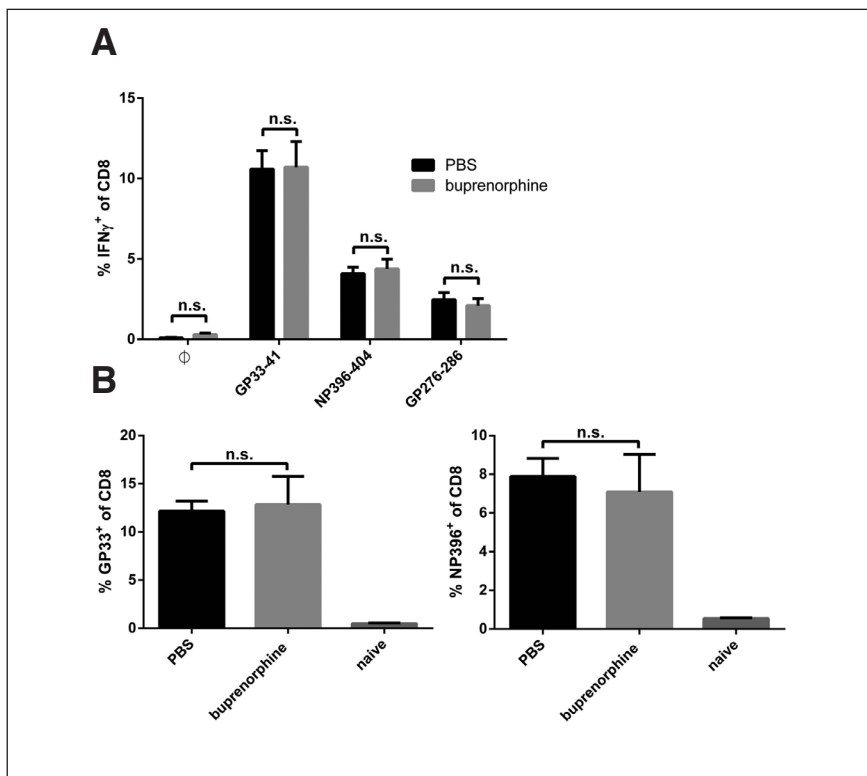 A
% IFNγ⁺ of CD8
15
10
5
0
n.s.
n.s.
n.s.
n.s.
PBS
buprenorphine
ϕ
GP33-41
NP396-404
GP276-286
B
% GP33⁺ of CD8
20
15
10
5
0
n.s.
PBS
buprenorphine
naive
% NP396⁺ of CD8
10
8
6
4
2
0
n.s.
PBS
buprenorphine
naive